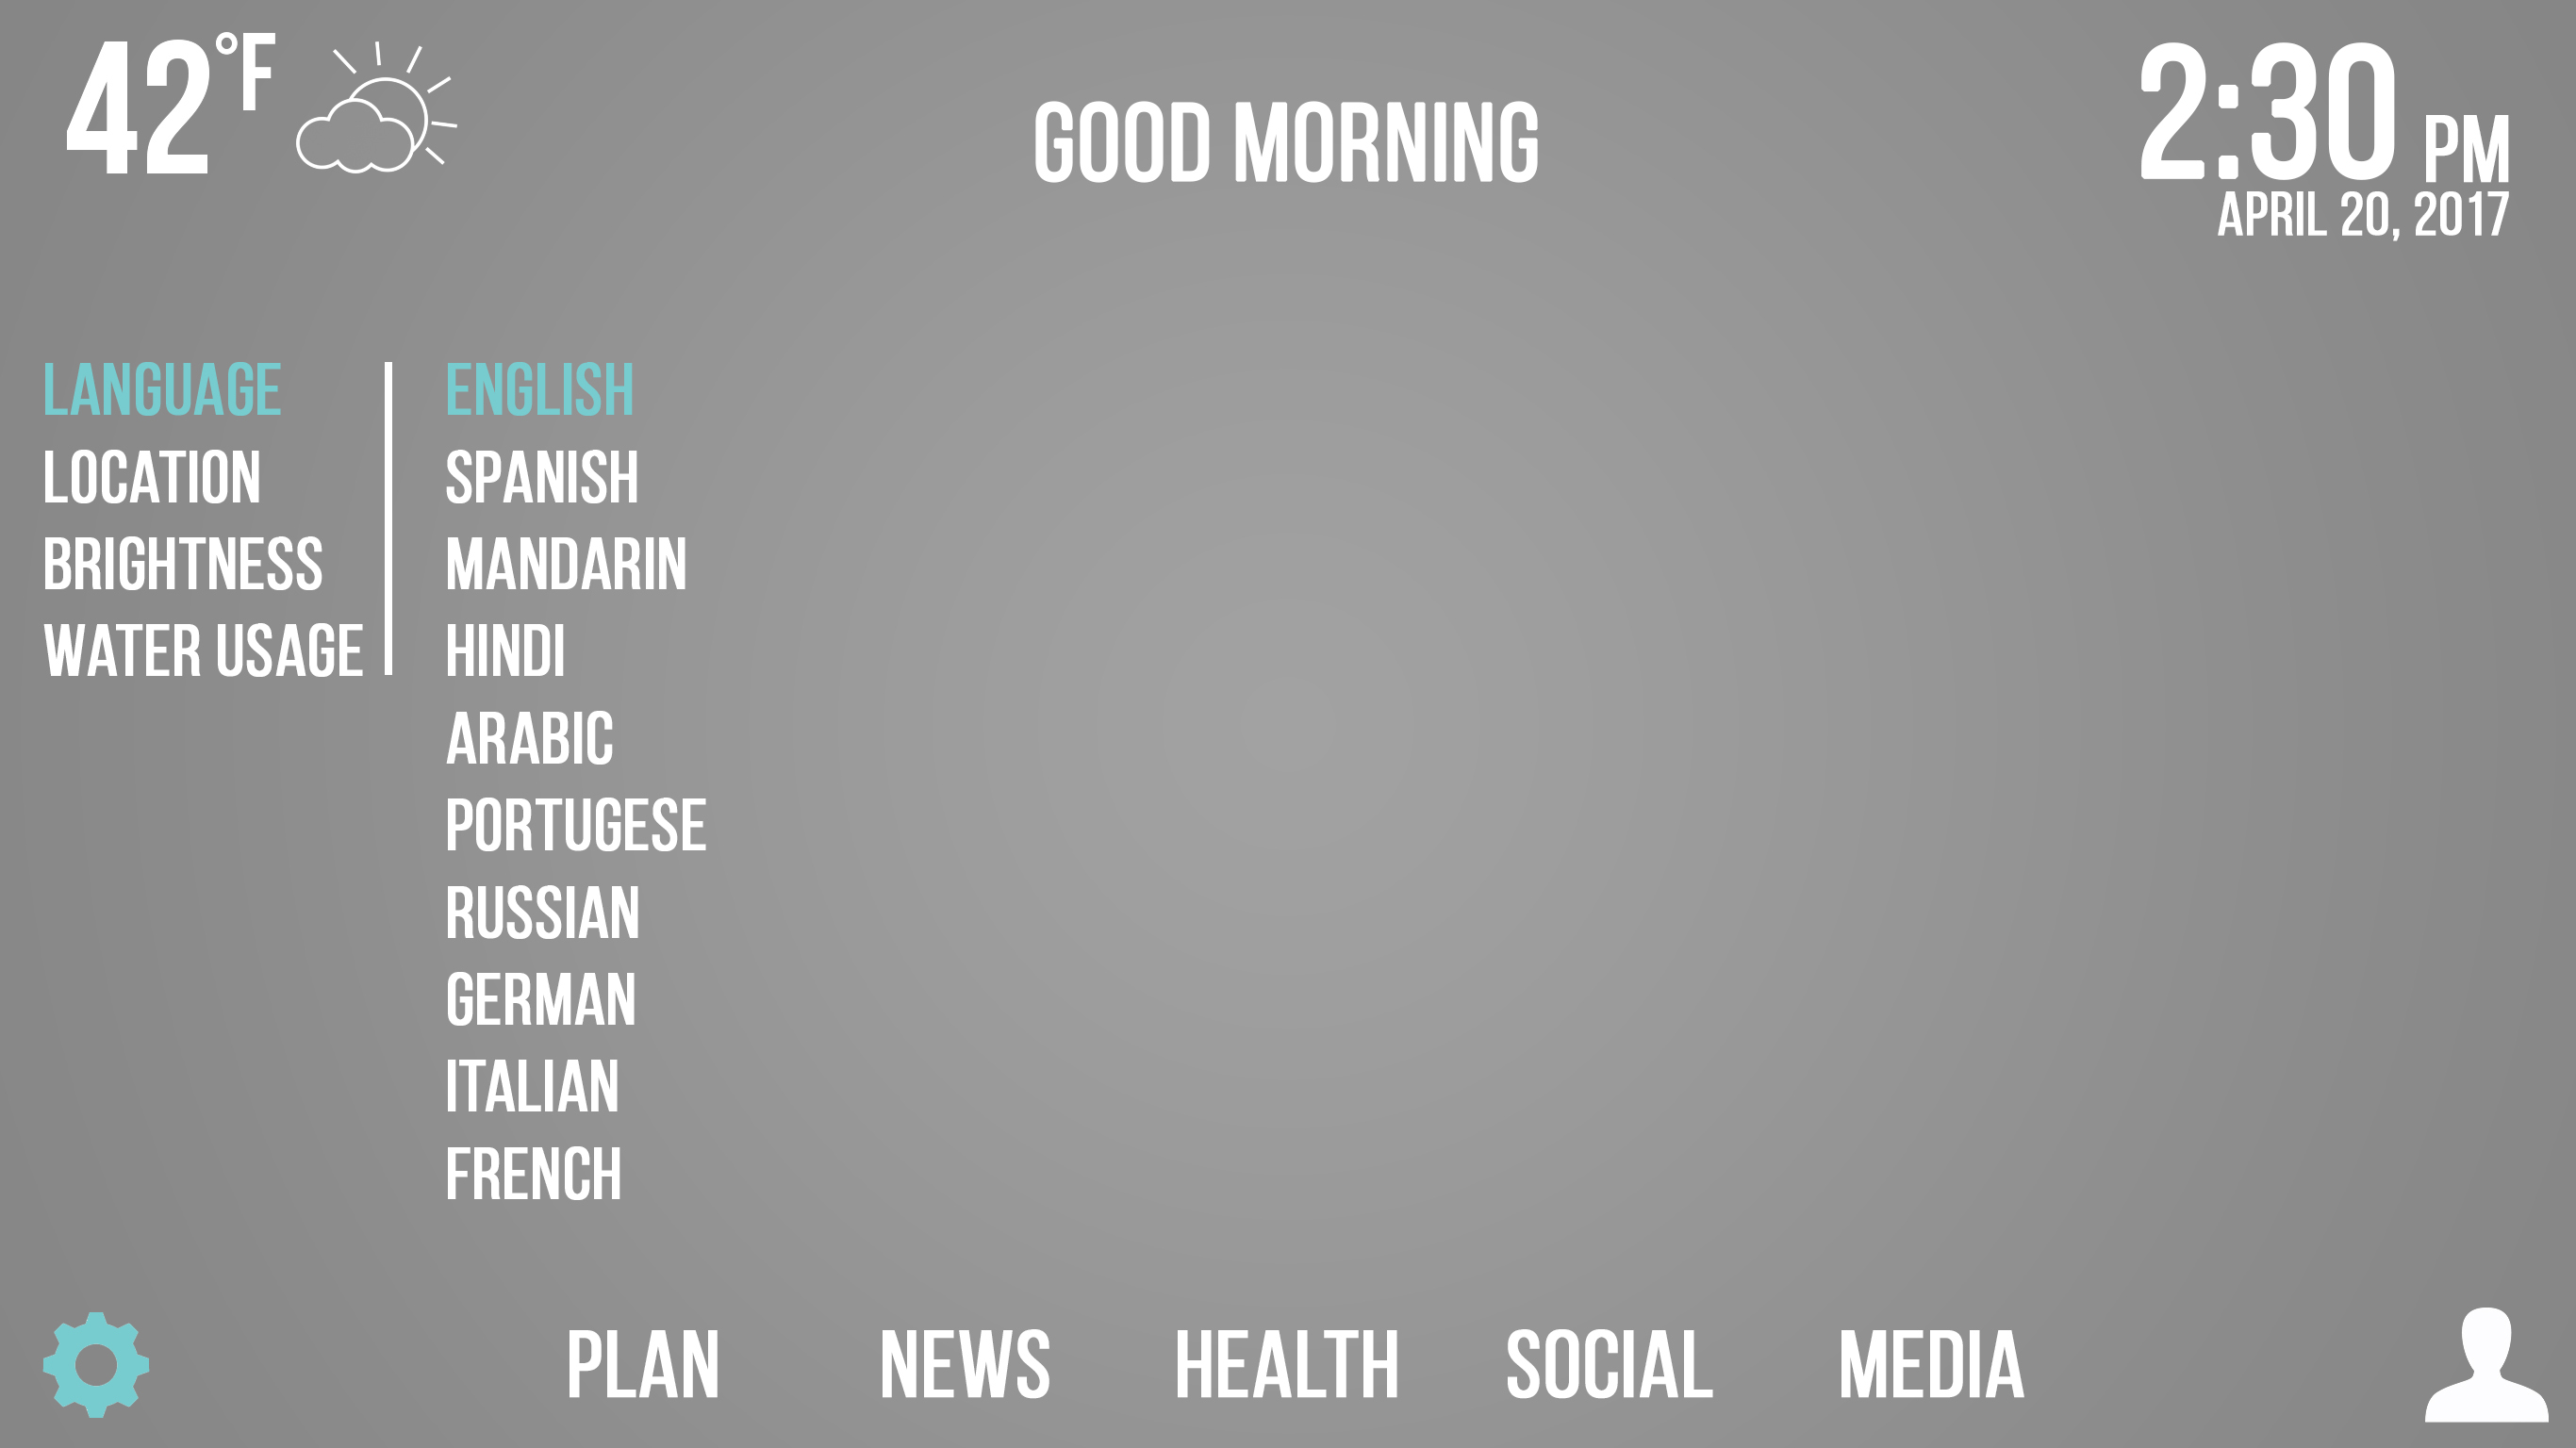 42°F
GOOD MORNING
2:30 PM
APRIL 20, 2017
LANGUAGE
LOCATION
BRIGHTNESS
WATER USAGE
ENGLISH
SPANISH
MANDARIN
HINDI
ARABIC
PORTUGESE
RUSSIAN
GERMAN
ITALIAN
FRENCH
PLAN NEWS HEALTH SOCIAL MEDIA